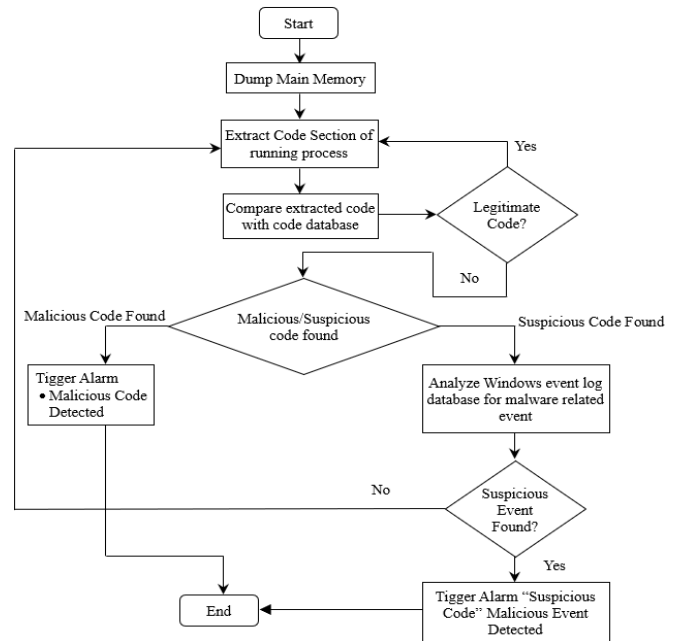 Start
Dump Main Memory
Extract Code Section of
running process
Yes
Compare extracted code
with code database
Legitimate
Code?
No
Malicious Code Found
Malicious/Suspicious
code found
Suspicious Code Found
Tigger Alarm
• Malicious Code
Detected
Analyze Windows event log
database for malware related
event
No
Suspicious
Event
Found?
Yes
End
Tigger Alarm “Suspicious
Code” Malicious Event
Detected